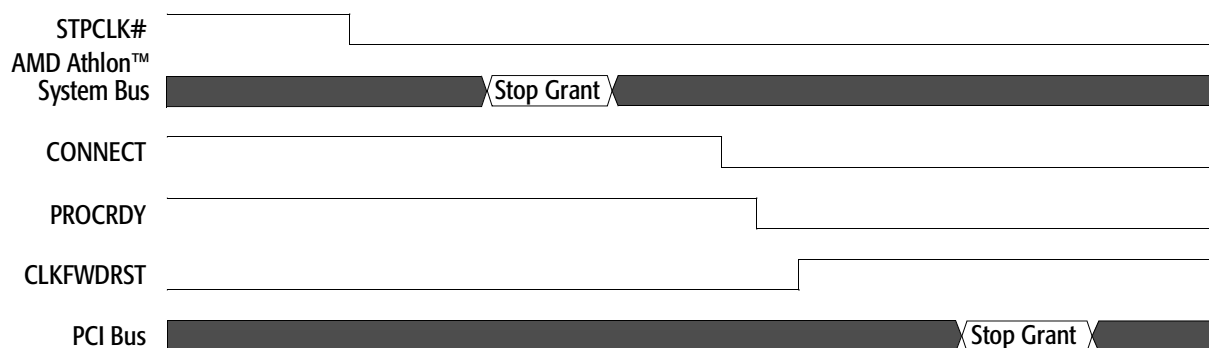 STPCLK#
AMD Athlon™
System Bus
Stop Grant
CONNECT
PROCRDY
CLKFWDRST
PCI Bus
Stop Grant